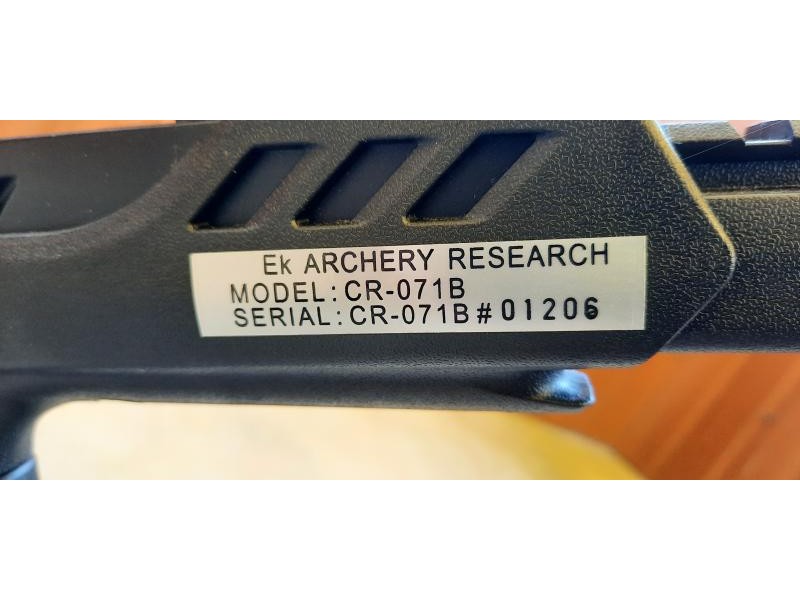 Ek ARCHERY RESEARCH
MODEL: CR-071B
SERIAL: CR-071B#01206